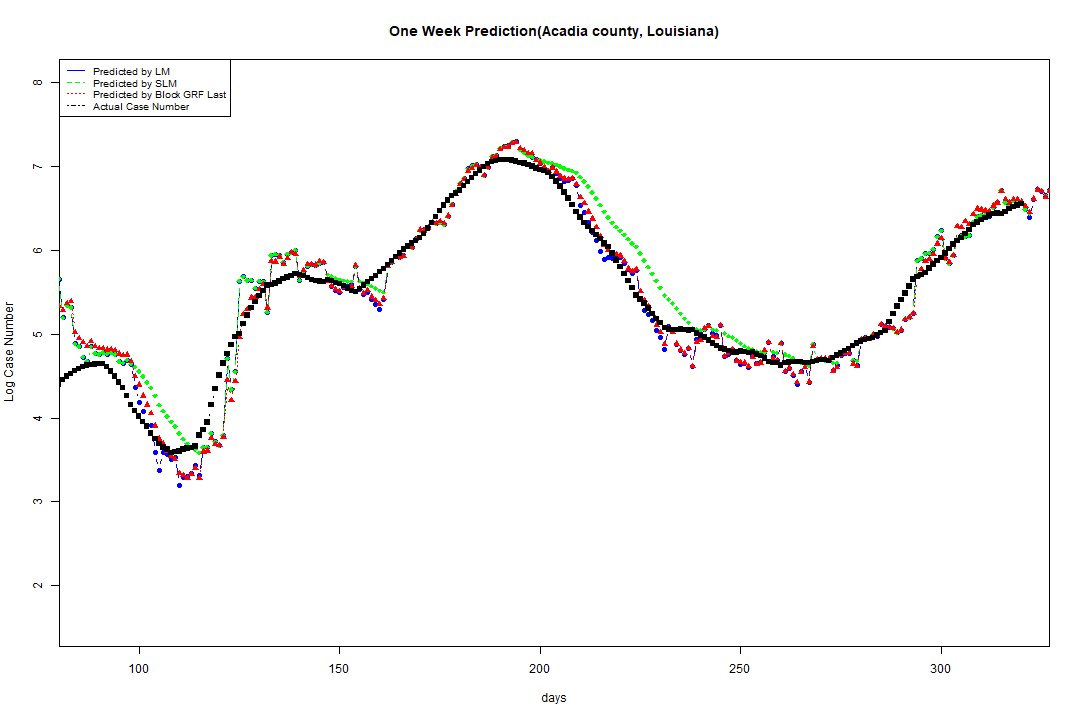 One Week Prediction(Acadia county, Louisiana)
Predicted by LM
Predicted by SLM
Predicted by Block GRF Last
Actual Case Number
8
7
6
5
4
3
2
Log Case Number
100 150 200 250 300
days